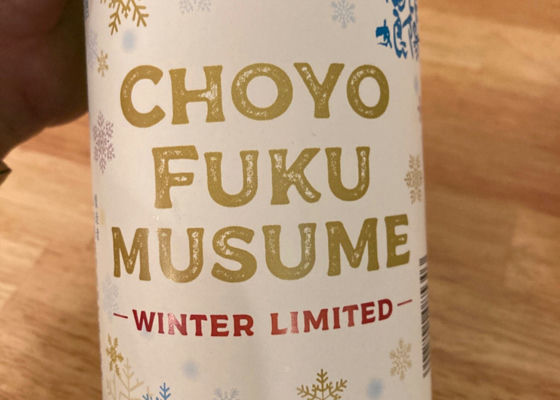 CHOYO
FUKU
MUSUME
WINTER LIMITED